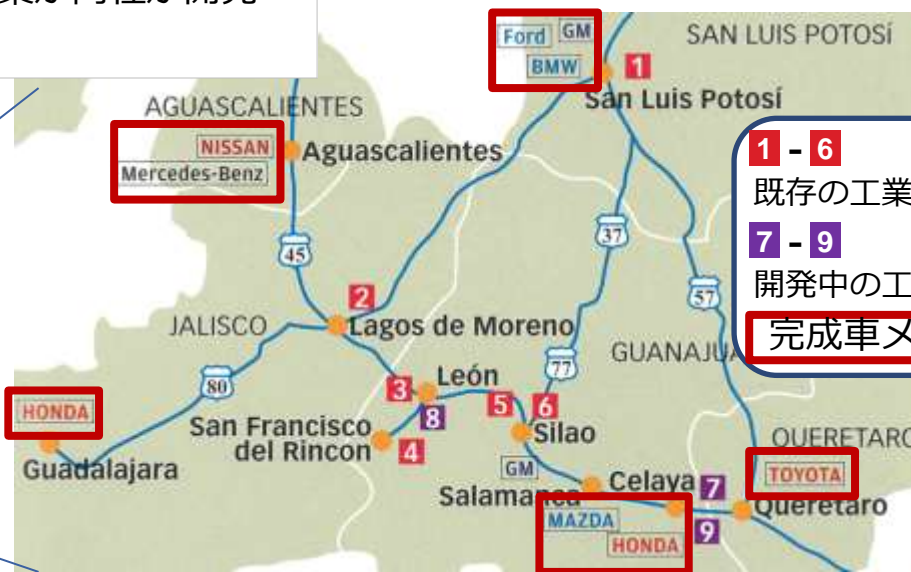 Ford GM
BMW
1
SAN LUIS POTOSÍ
San Luis Potosí
AGUASCALIENTES
NISSAN
Mercedes-Benz
Aguascalientes
1 - 6
既存の工業
7 - 9
開発中の工
完成車メ
45
37
57
2
JALISCO
Lagos de Moreno
GUANAJUA
77
80
3
León
8
5
6
HONDA
San Francisco
del Rincon
4
Silao
Guadalajara
GM
QUERETARO
TOYOTA
Salamanca
Celaya
7
Queretaro
MAZDA
HONDA
9